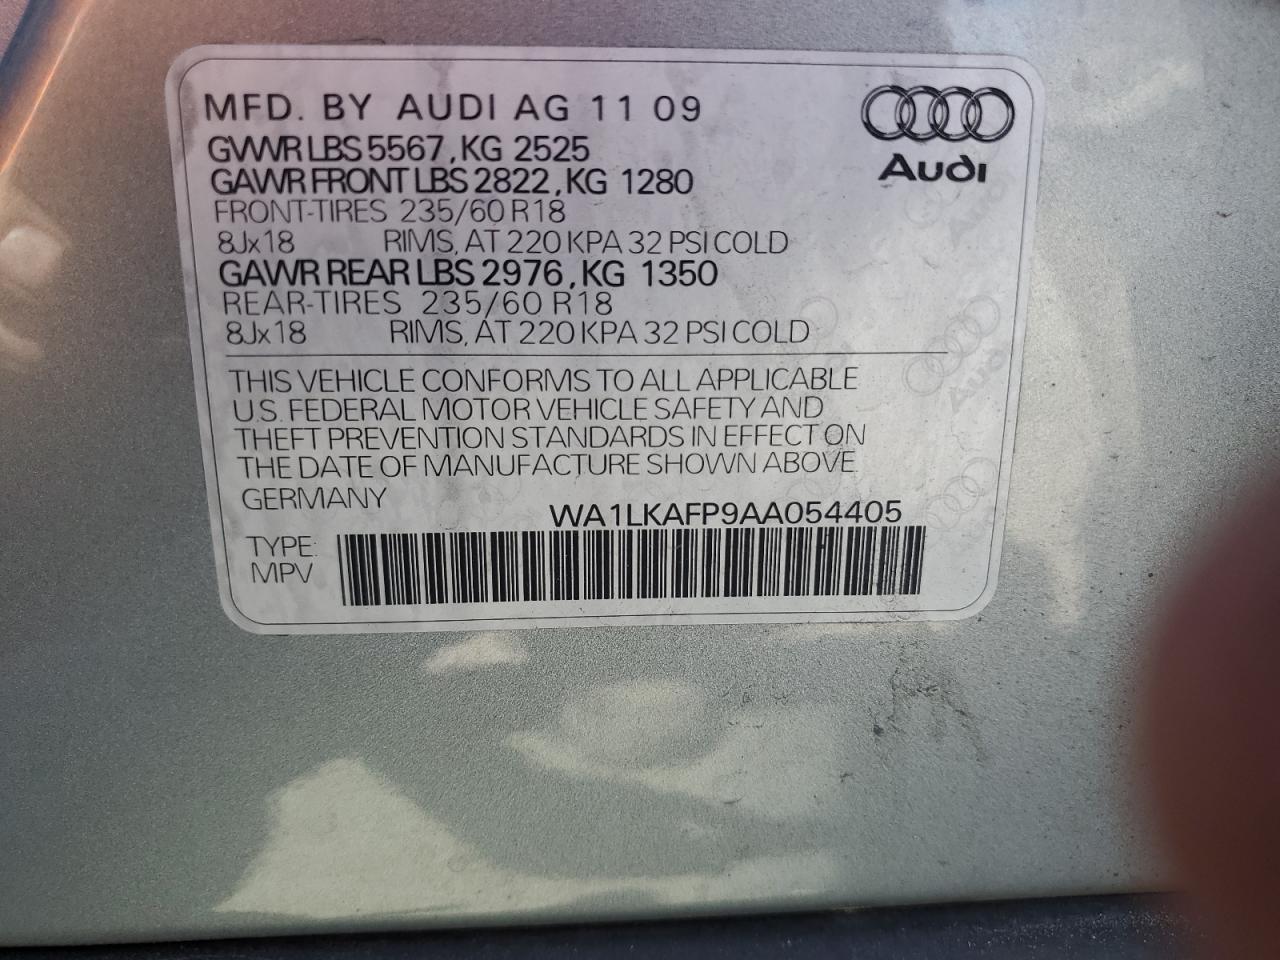 MFD. BY AUDI AG 11 09
Audi
GVWR LBS 5567, KG 2525
GAWR FRONT LBS 2822, KG 1280
FRONT-TIRES 235/60 R18
8Jx18 RIMS, AT 220 KPA 32 PSI COLD
GAWR REAR LBS 2976, KG 1350
REAR-TIRES 235/60 R18
8Jx18 RIMS, AT 220 KPA 32 PSI COLD
THIS VEHICLE CONFORMS TO ALL APPLICABLE
U.S. FEDERAL MOTOR VEHICLE SAFETY AND
THEFT PREVENTION STANDARDS IN EFFECT ON
THE DATE OF MANUFACTURE SHOWN ABOVE
GERMANY
WA1LKAFP9AA054405
TYPE:
MPV
Audi
Audi